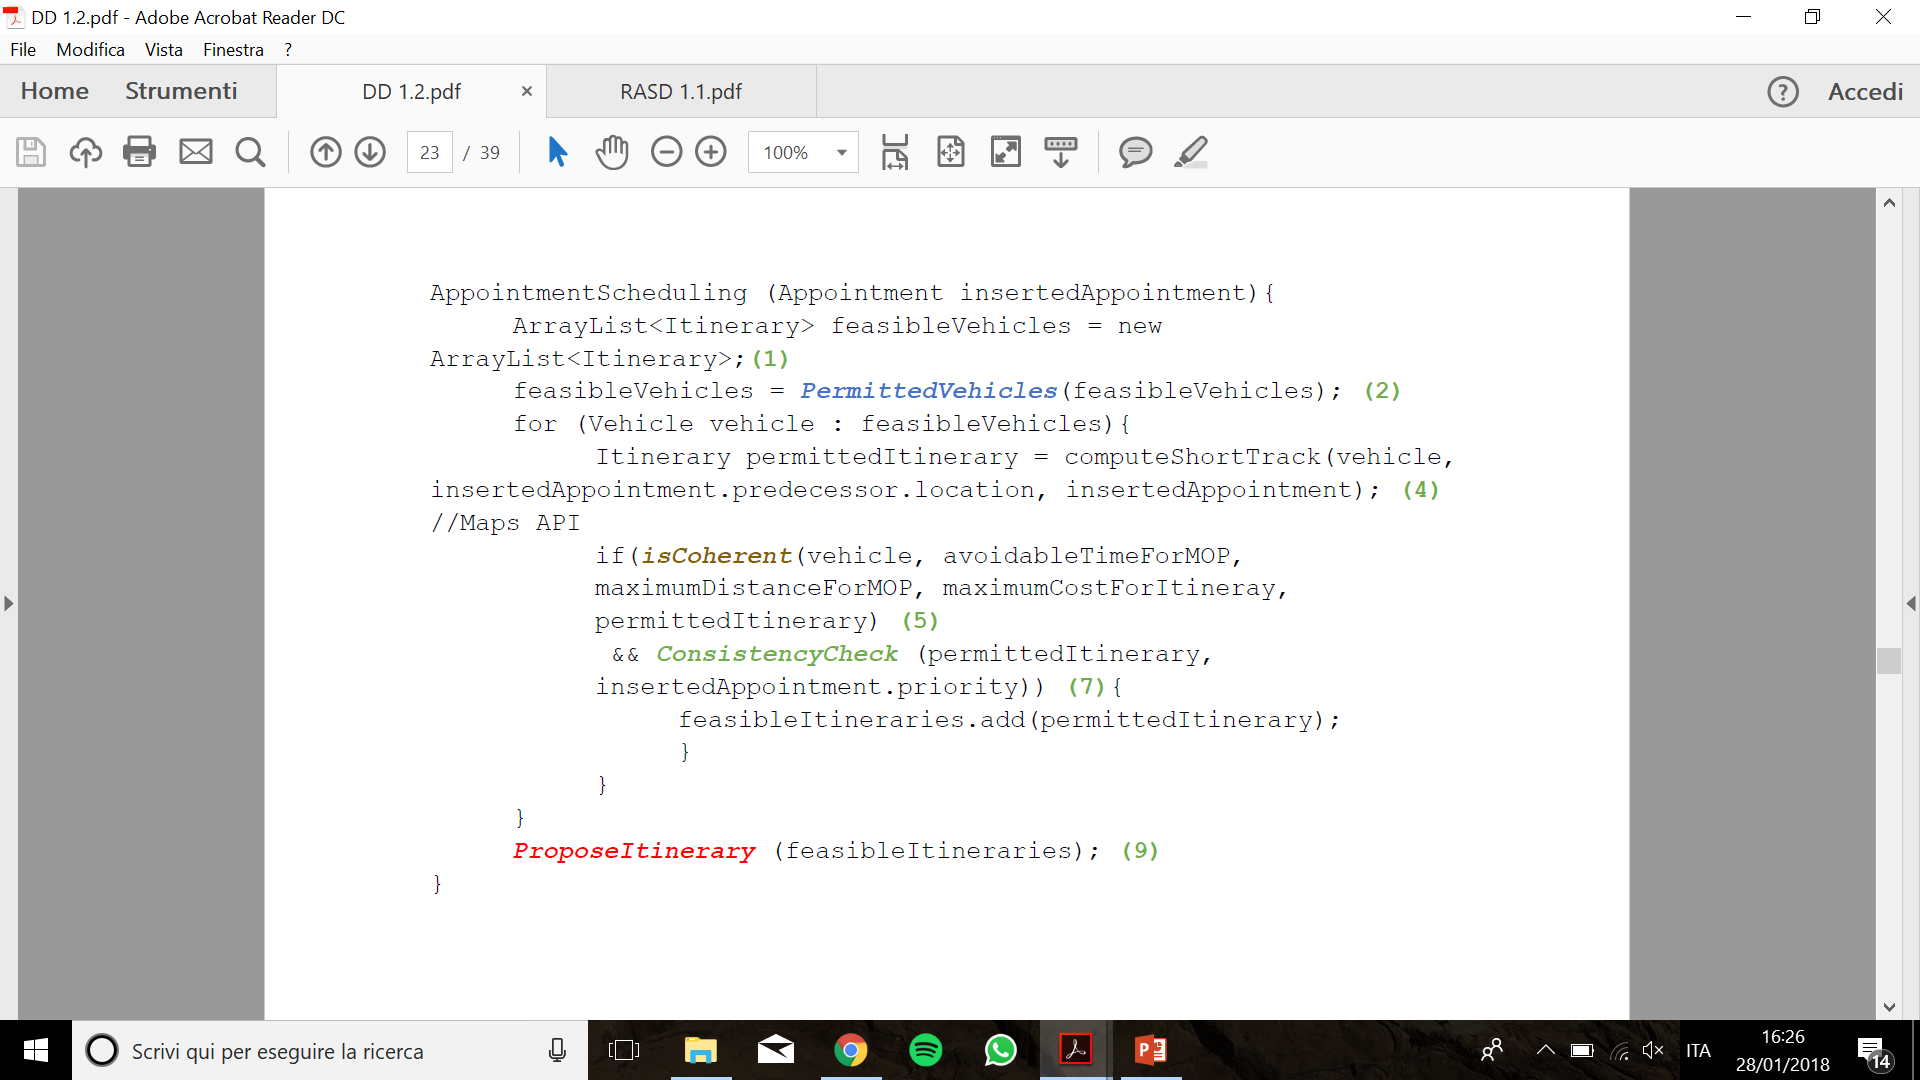 DD 1.2.pdf - Adobe Acrobat Reader DC
File Modifica Vista Finestra ?
Home Strumenti DD 1.2.pdf × RASD 1.1.pdf ? Accedi
23 / 39 100%
AppointmentScheduling (Appointment insertedAppointment){
ArrayList<Itinerary> feasibleVehicles = new
ArrayList<Itinerary>;(1)
feasibleVehicles = PermittedVehicles(feasibleVehicles); (2)
for (Vehicle vehicle : feasibleVehicles){
Itinerary permittedItinerary = computeShortTrack(vehicle,
insertedAppointment.predecessor.location, insertedAppointment); (4)
//Maps API
if(isCoherent(vehicle, avoidableTimeForMOP,
maximumDistanceForMOP, maximumCostForItineray,
permittedItinerary) (5)
&& ConsistencyCheck (permittedItinerary,
insertedAppointment.priority)) (7){
feasibleItineraries.add(permittedItinerary);
}
}
}
ProposeItinerary (feasibleItineraries); (9)
}
Scrivi qui per eseguire la ricerca
ITA
16:26
28/01/2018
14